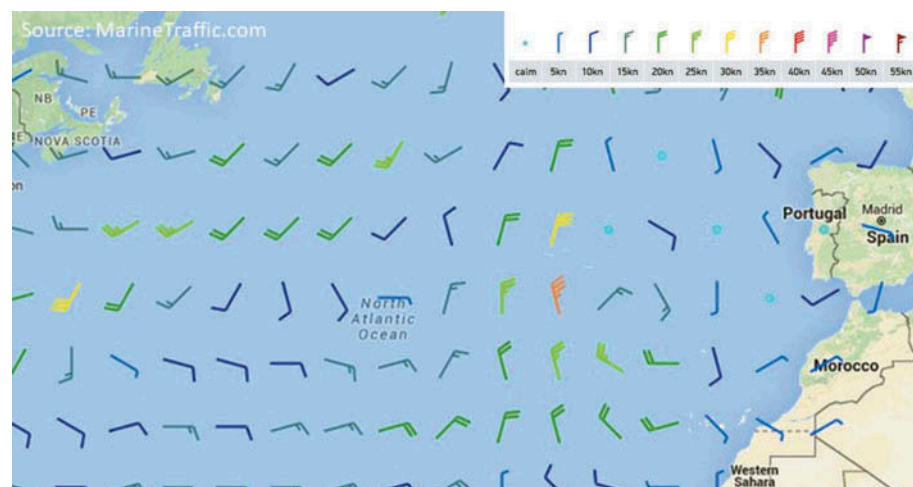 Source: MarineTraffic.com
calm 5kn 10kn 15kn 20kn 25kn 30kn 35kn 40kn 45kn 50kn 55kn
NB
PE
NOVA SCOTIA
on
Portugal
Madrid
Spain
North
Atlantic
Ocean
Morocco
Western
Sahara